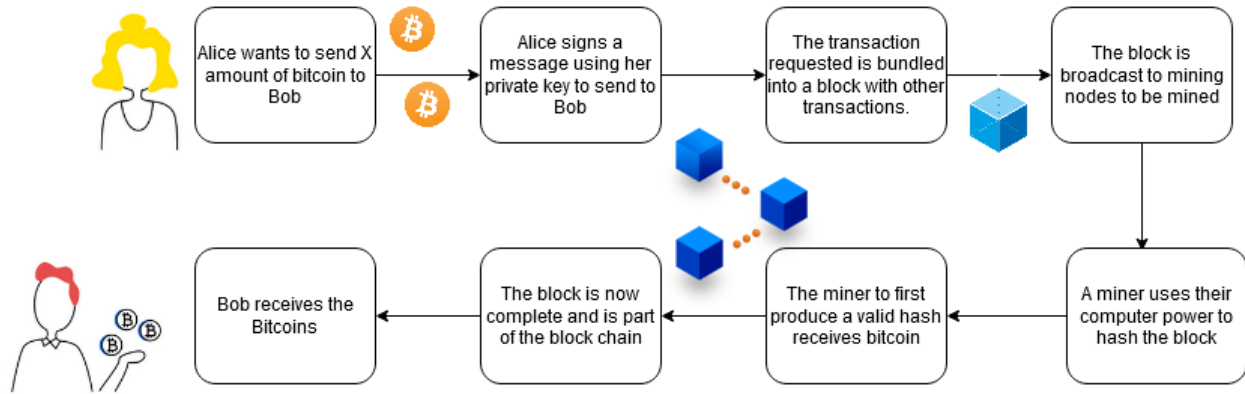 Alice wants to send X
amount of bitcoin to
Bob
Alice signs a
message using her
private key to send to
Bob
The transaction
requested is bundled
into a block with other
transactions.
The block is
broadcast to mining
nodes to be mined
A miner uses their
computer power to
hash the block
The miner to first
produce a valid hash
receives bitcoin
The block is now
complete and is part
of the block chain
Bob receives the
Bitcoins